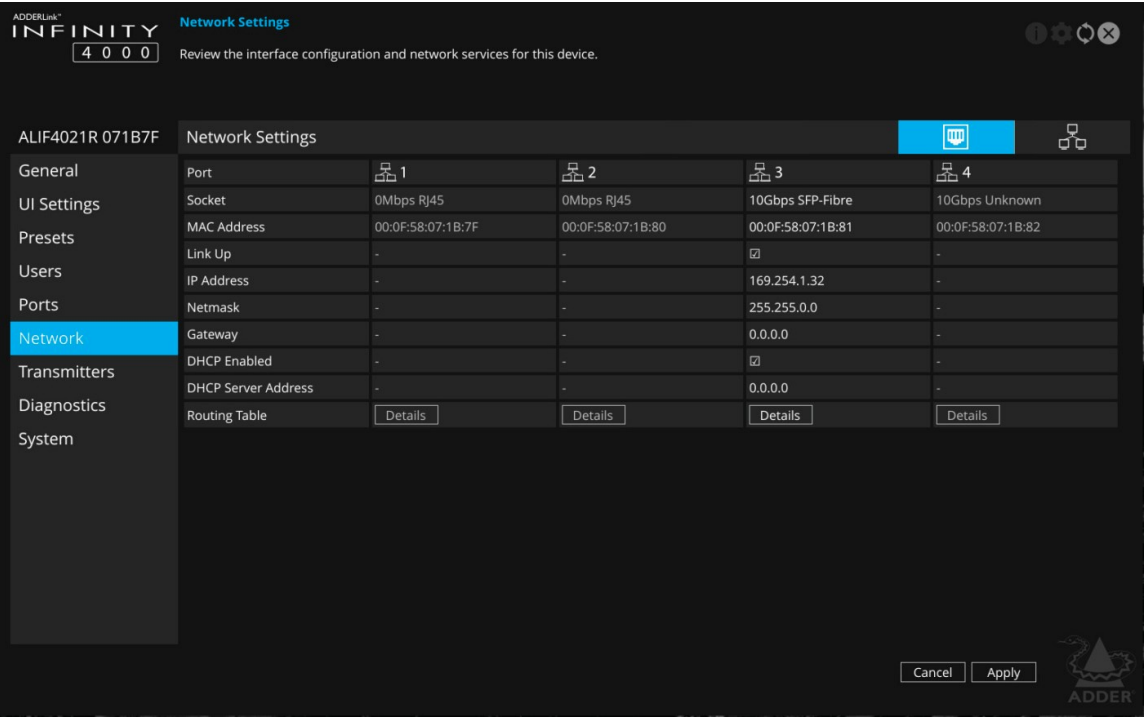 ADDERLink™
INFINITY
4000
Network Settings
Review the interface configuration and network services for this device.
ALIF4021R 071B7F
General
UI Settings
Presets
Users
Ports
Network
Transmitters
Diagnostics
System
Network Settings
Port 1 2 3 4
Socket 0Mbps RJ45 0Mbps RJ45 10Gbps SFP-Fibre 10Gbps Unknown
MAC Address 00:0F:58:07:1B:7F 00:0F:58:07:1B:80 00:0F:58:07:1B:81 00:0F:58:07:1B:82
Link Up - - ☑ -
IP Address - - 169.254.1.32 -
Netmask - - 255.255.0.0 -
Gateway - - 0.0.0.0 -
DHCP Enabled - - ☑ -
DHCP Server Address - - 0.0.0.0 -
Routing Table Details Details Details Details
Cancel Apply
ADDER